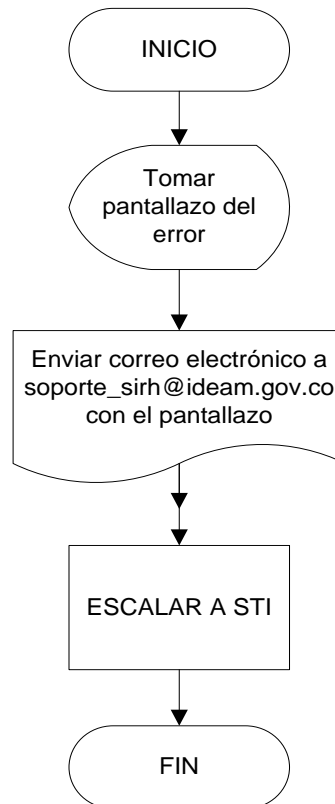 INICIO
Tomar
pantallazo del
error
Enviar correo electrónico a
soporte_sirh@ideam.gov.co
con el pantallazo
ESCALAR A STI
FIN